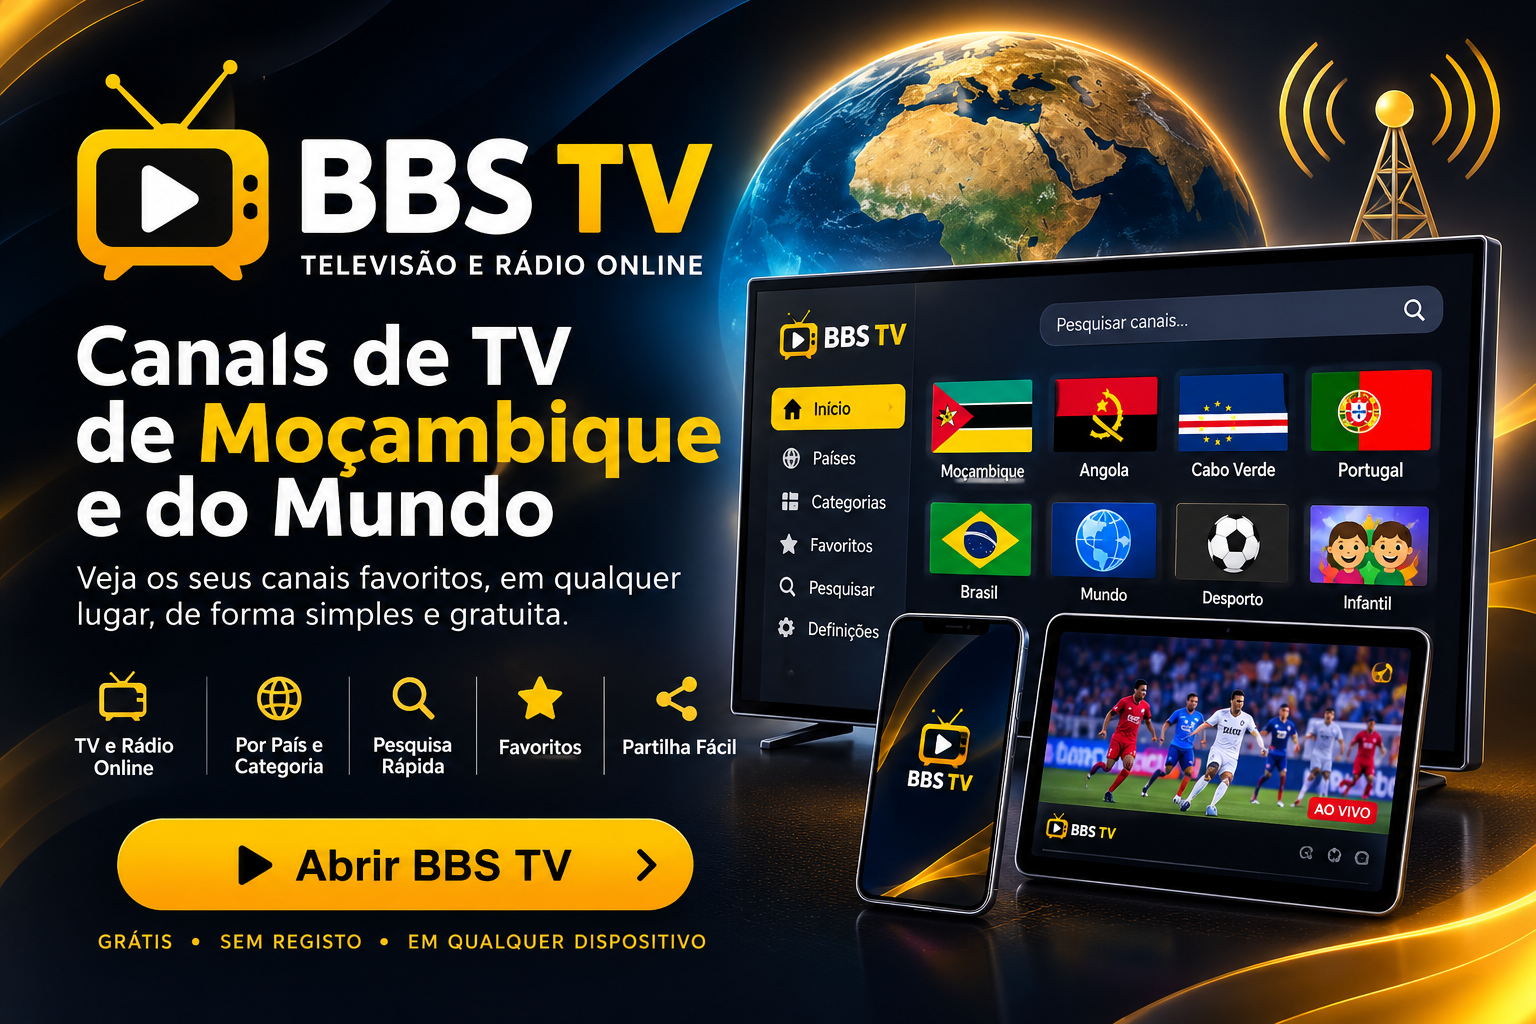 BBS TV
TELEVISÃO E RÁDIO ONLINE
Canais de TV
de Moçambique
e do Mundo
Veja os seus canais favoritos, em qualquer
lugar, de forma simples e gratuita.
TV e Rádio
Online
Por País e
Categoria
Pesquisa
Rápida
Favoritos
Partilha Fácil
Abrir BBS TV
GRÁTIS • SEM REGISTO • EM QUALQUER DISPOSITIVO
BBS TV
Pesquisar canais...
Início
Países
Categorias
Favoritos
Pesquisar
Definições
Moçambique
Angola
Cabo Verde
Portugal
Brasil
Mundo
Desporto
Infantil
BBS TV
AO VIVO
BBS TV